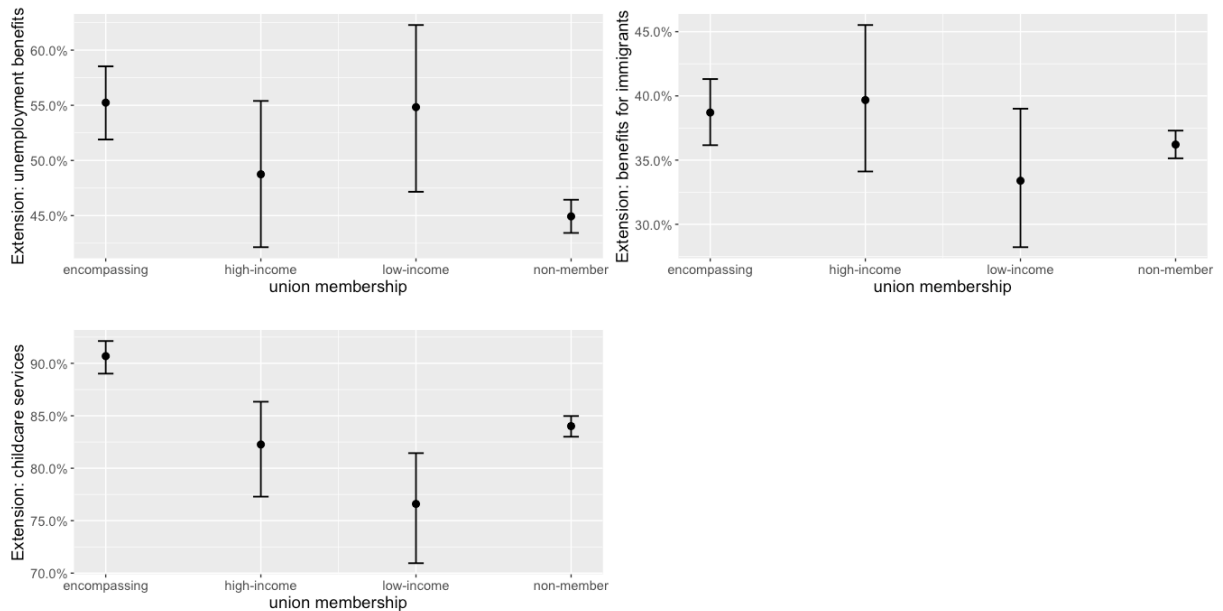 Extension: unemployment benefits
60.0%
55.0%
50.0%
45.0%
encompassing high-income low-income non-member
union membership
Extension: benefits for immigrants
45.0%
40.0%
35.0%
30.0%
encompassing high-income low-income non-member
union membership
Extension: childcare services
90.0%
85.0%
80.0%
75.0%
70.0%
encompassing high-income low-income non-member
union membership